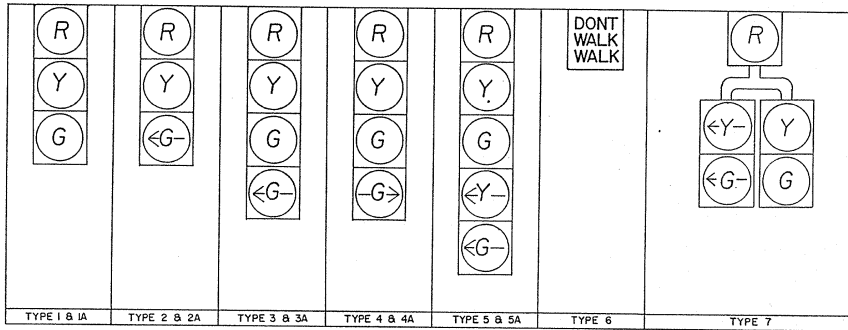 R
Y
G
R
Y
←G-
R
Y
G
←G-
R
Y
G
-G→
R
Y.
G
←Y-
←G-
DONT
WALK
WALK
R
←Y-
Y
←G-
G
TYPE 1 & 1A
TYPE 2 & 2A
TYPE 3 & 3A
TYPE 4 & 4A
TYPE 5 & 5A
TYPE 6
TYPE 7